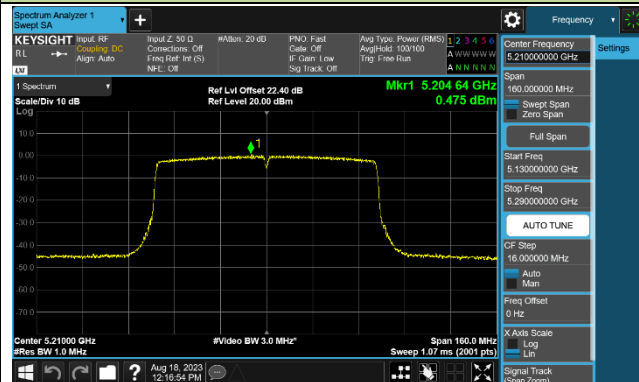 Spectrum Analyzer 1
Swept SA
Frequency
KEYSIGHT
RL
LXI
Input: RF
Coupling: DC
Align: Auto
Input Z: 50 Ω
Corrections: Off
Freq Ref: Int (S)
NFE: Off
#Atten: 20 dB
PNO: Fast
Gate: Off
IF Gain: Low
Sig Track: Off
Avg Type: Power (RMS)
Avg|Hold: 100/100
Trig: Free Run
1 2 3 4 5 6
A W W W W W
A N N N N N
1 Spectrum
Scale/Div 10 dB
Log
Ref Lvl Offset 22.40 dB
Ref Level 20.00 dBm
Mkr1 5.204 64 GHz
0.475 dBm
1
10.0
0.00
-10.0
-20.0
-30.0
-40.0
-50.0
-60.0
-70.0
Center 5.21000 GHz
#Res BW 1.0 MHz
#Video BW 3.0 MHz*
Span 160.0 MHz
Sweep 1.07 ms (2001 pts)
Center Frequency
5.210000000 GHz
Settings
Span
160.000000 MHz
Swept Span
Zero Span
Full Span
Start Freq
5.130000000 GHz
Stop Freq
5.290000000 GHz
AUTO TUNE
CF Step
16.000000 MHz
Auto
Man
Freq Offset
0 Hz
X Axis Scale
Log
Lin
Signal Track
(Span Zoom)
Aug 18, 2023
12:16:54 PM